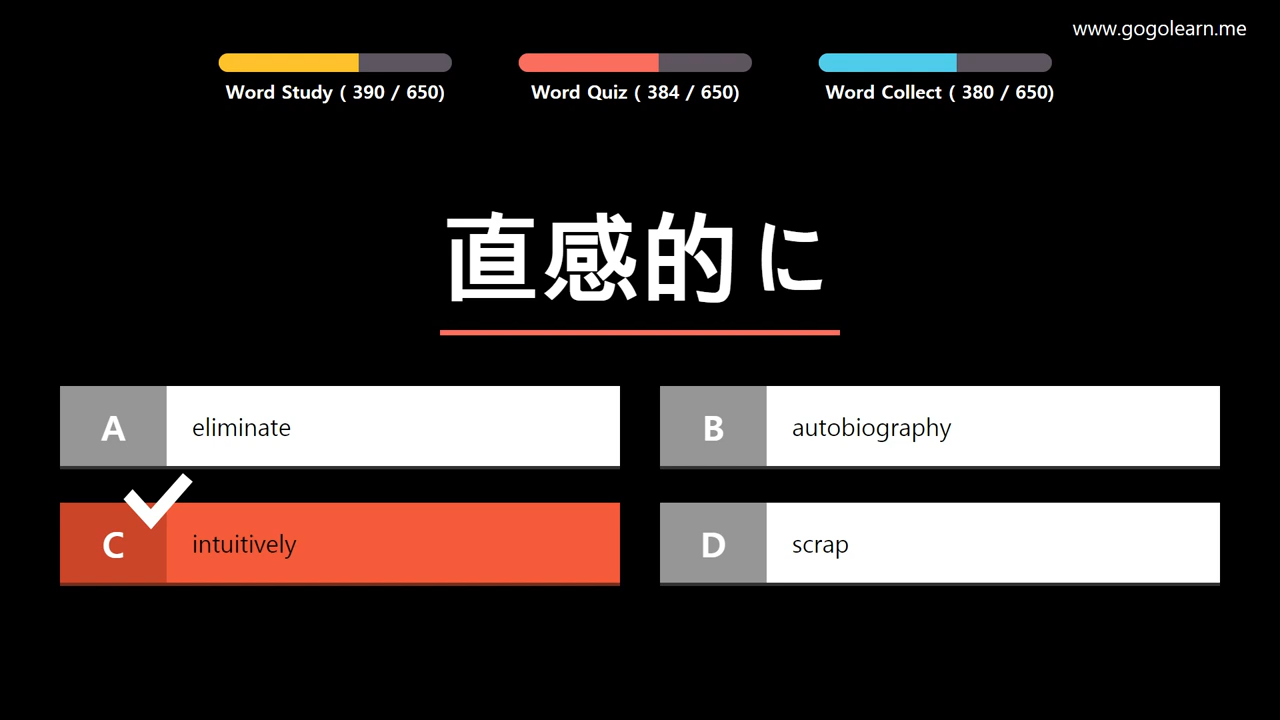 www.gogolearn.me
Word Study ( 390 / 650)
Word Quiz ( 384 / 650)
Word Collect ( 380 / 650)
直感的に
A eliminate
B autobiography
C intuitively
D scrap